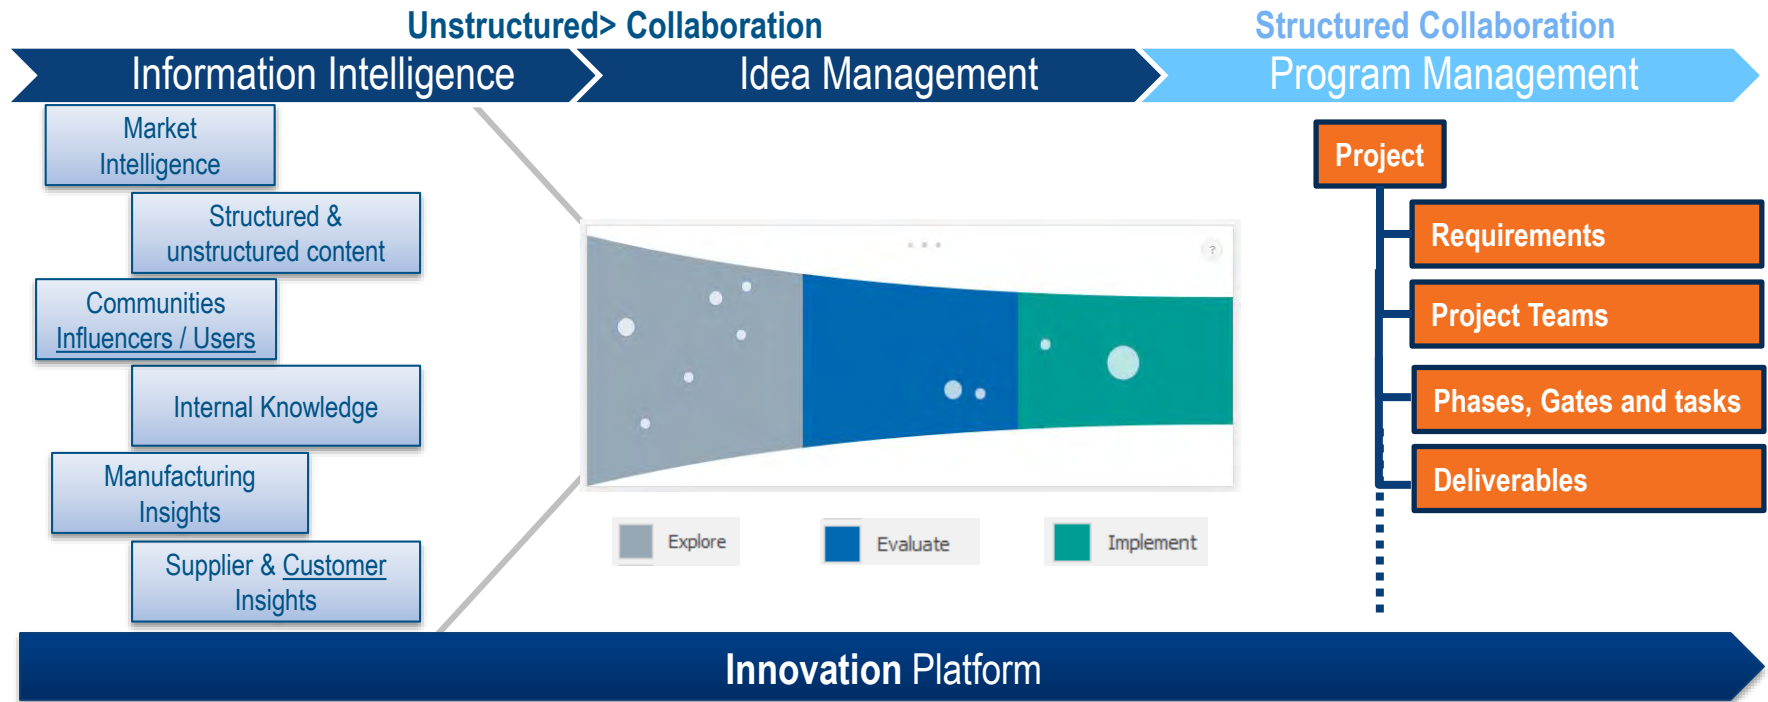 Unstructured> Collaboration
Structured Collaboration
Information Intelligence
Idea Management
Program Management
Market
Intelligence
Structured &
unstructured content
Communities
Influencers / Users
Internal Knowledge
Manufacturing
Insights
Supplier & Customer
Insights
?
Explore
Evaluate
Implement
Project
Requirements
Project Teams
Phases, Gates and tasks
Deliverables
Innovation Platform